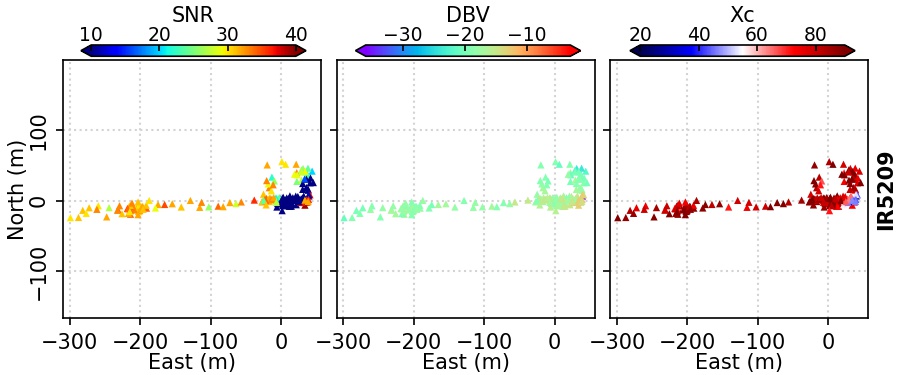 SNR DBV Xc
10 20 30 40 −30 −20 −10 20 40 60 80
100
0
−100
North (m)
−300 −200 −100 0 −300 −200 −100 0 −300 −200 −100 0
East (m) East (m) East (m)
IR5209